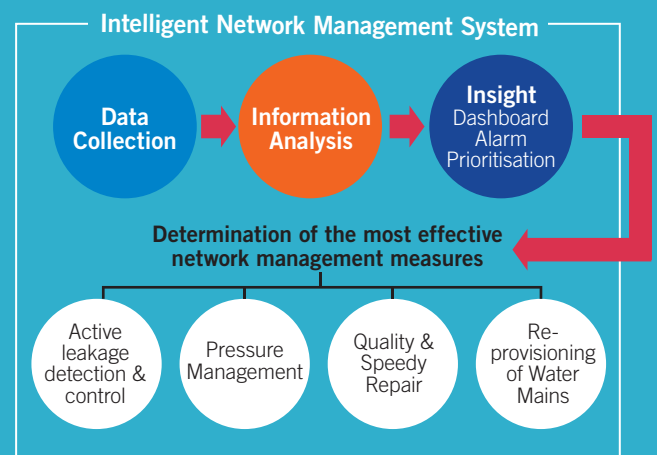 Intelligent Network Management System
Data
Collection
Information
Analysis
Insight
Dashboard
Alarm
Prioritisation
Determination of the most effective
network management measures
Active
leakage
detection &
control
Pressure
Management
Quality &
Speedy
Repair
Re-
provisioning
of Water
Mains